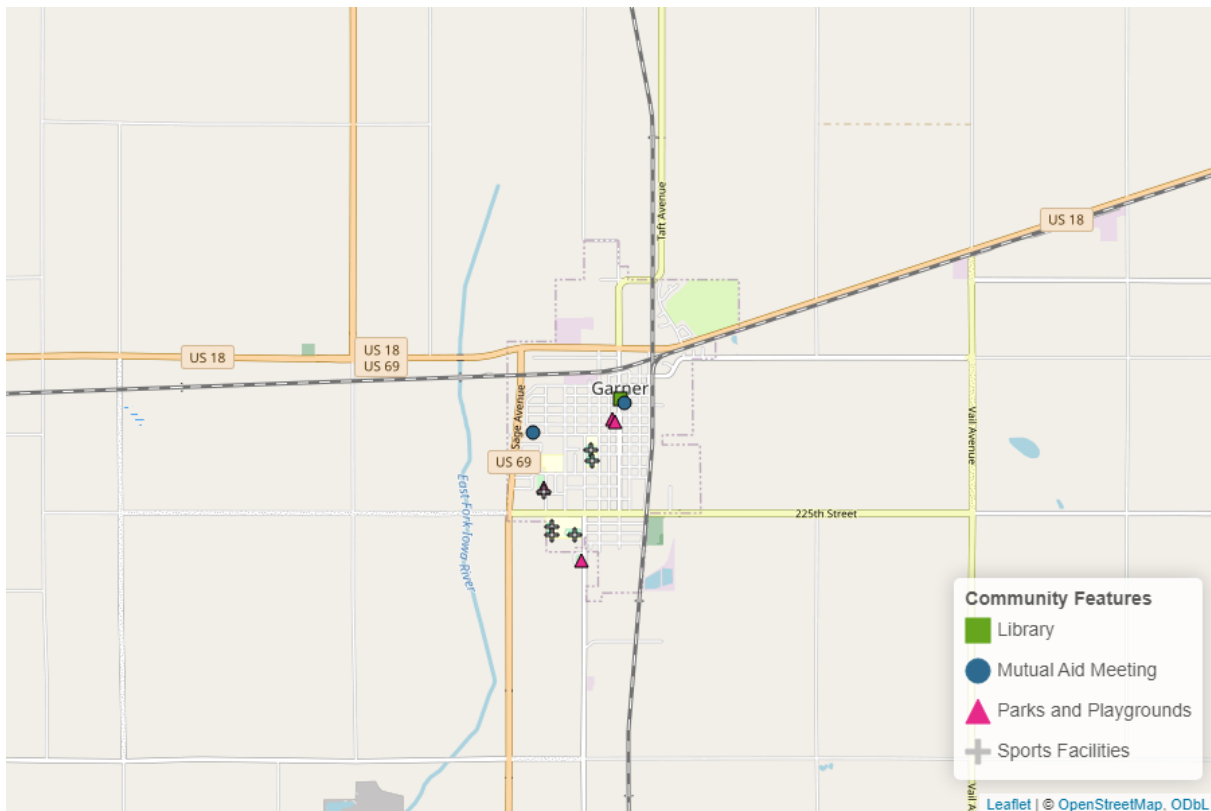 Taft Avenue
US 18
US 18
US 18
US 69
Garner
Sage Avenue
US 69
Vail Avenue
East Fork Iowa River
225th Street
Community Features
Library
Mutual Aid Meeting
Parks and Playgrounds
Sports Facilities
Vail A
Leaflet | © OpenStreetMap, ODbL